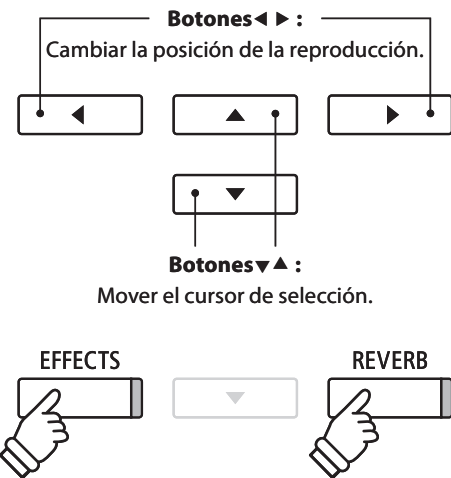 Botones◀ ▶ :
Cambiar la posición de la reproducción.
Botones▼▲ :
Mover el cursor de selección.
EFFECTS
REVERB